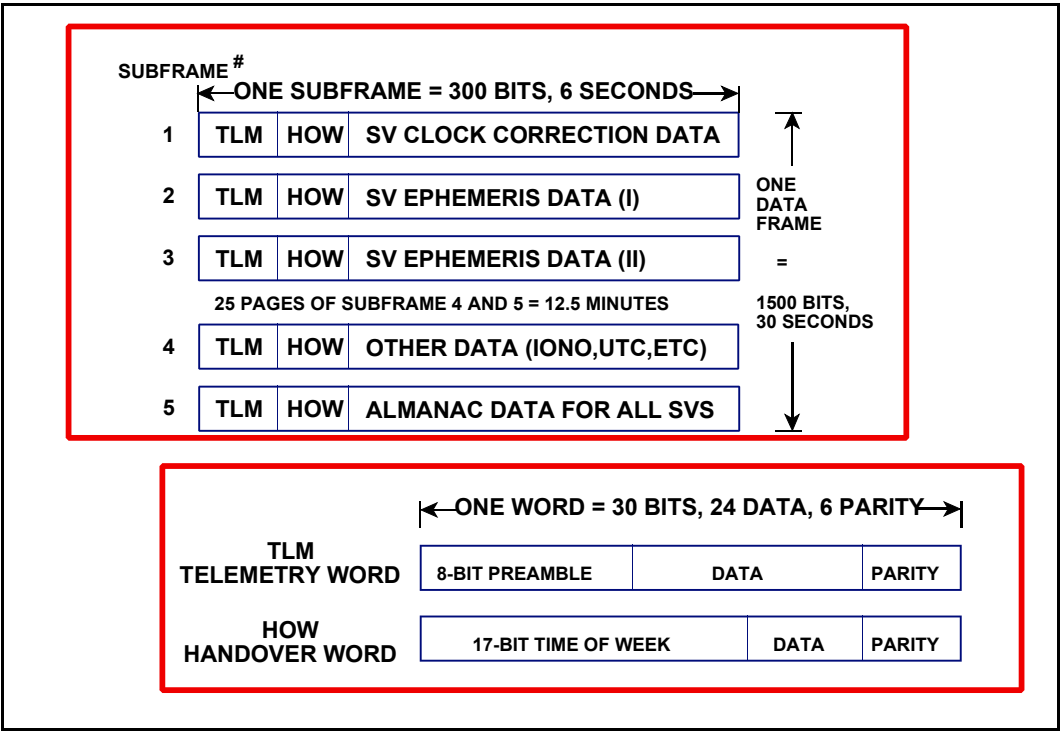 SUBFRAME #
ONE SUBFRAME = 300 BITS, 6 SECONDS
1 TLM HOW SV CLOCK CORRECTION DATA
2 TLM HOW SV EPHEMERIS DATA (I)
3 TLM HOW SV EPHEMERIS DATA (II)
25 PAGES OF SUBFRAME 4 AND 5 = 12.5 MINUTES
4 TLM HOW OTHER DATA (IONO,UTC,ETC)
5 TLM HOW ALMANAC DATA FOR ALL SVS
ONE
DATA
FRAME
=
1500 BITS,
30 SECONDS
ONE WORD = 30 BITS, 24 DATA, 6 PARITY
TLM
TELEMETRY WORD
8-BIT PREAMBLE DATA PARITY
HOW
HANDOVER WORD
17-BIT TIME OF WEEK DATA PARITY